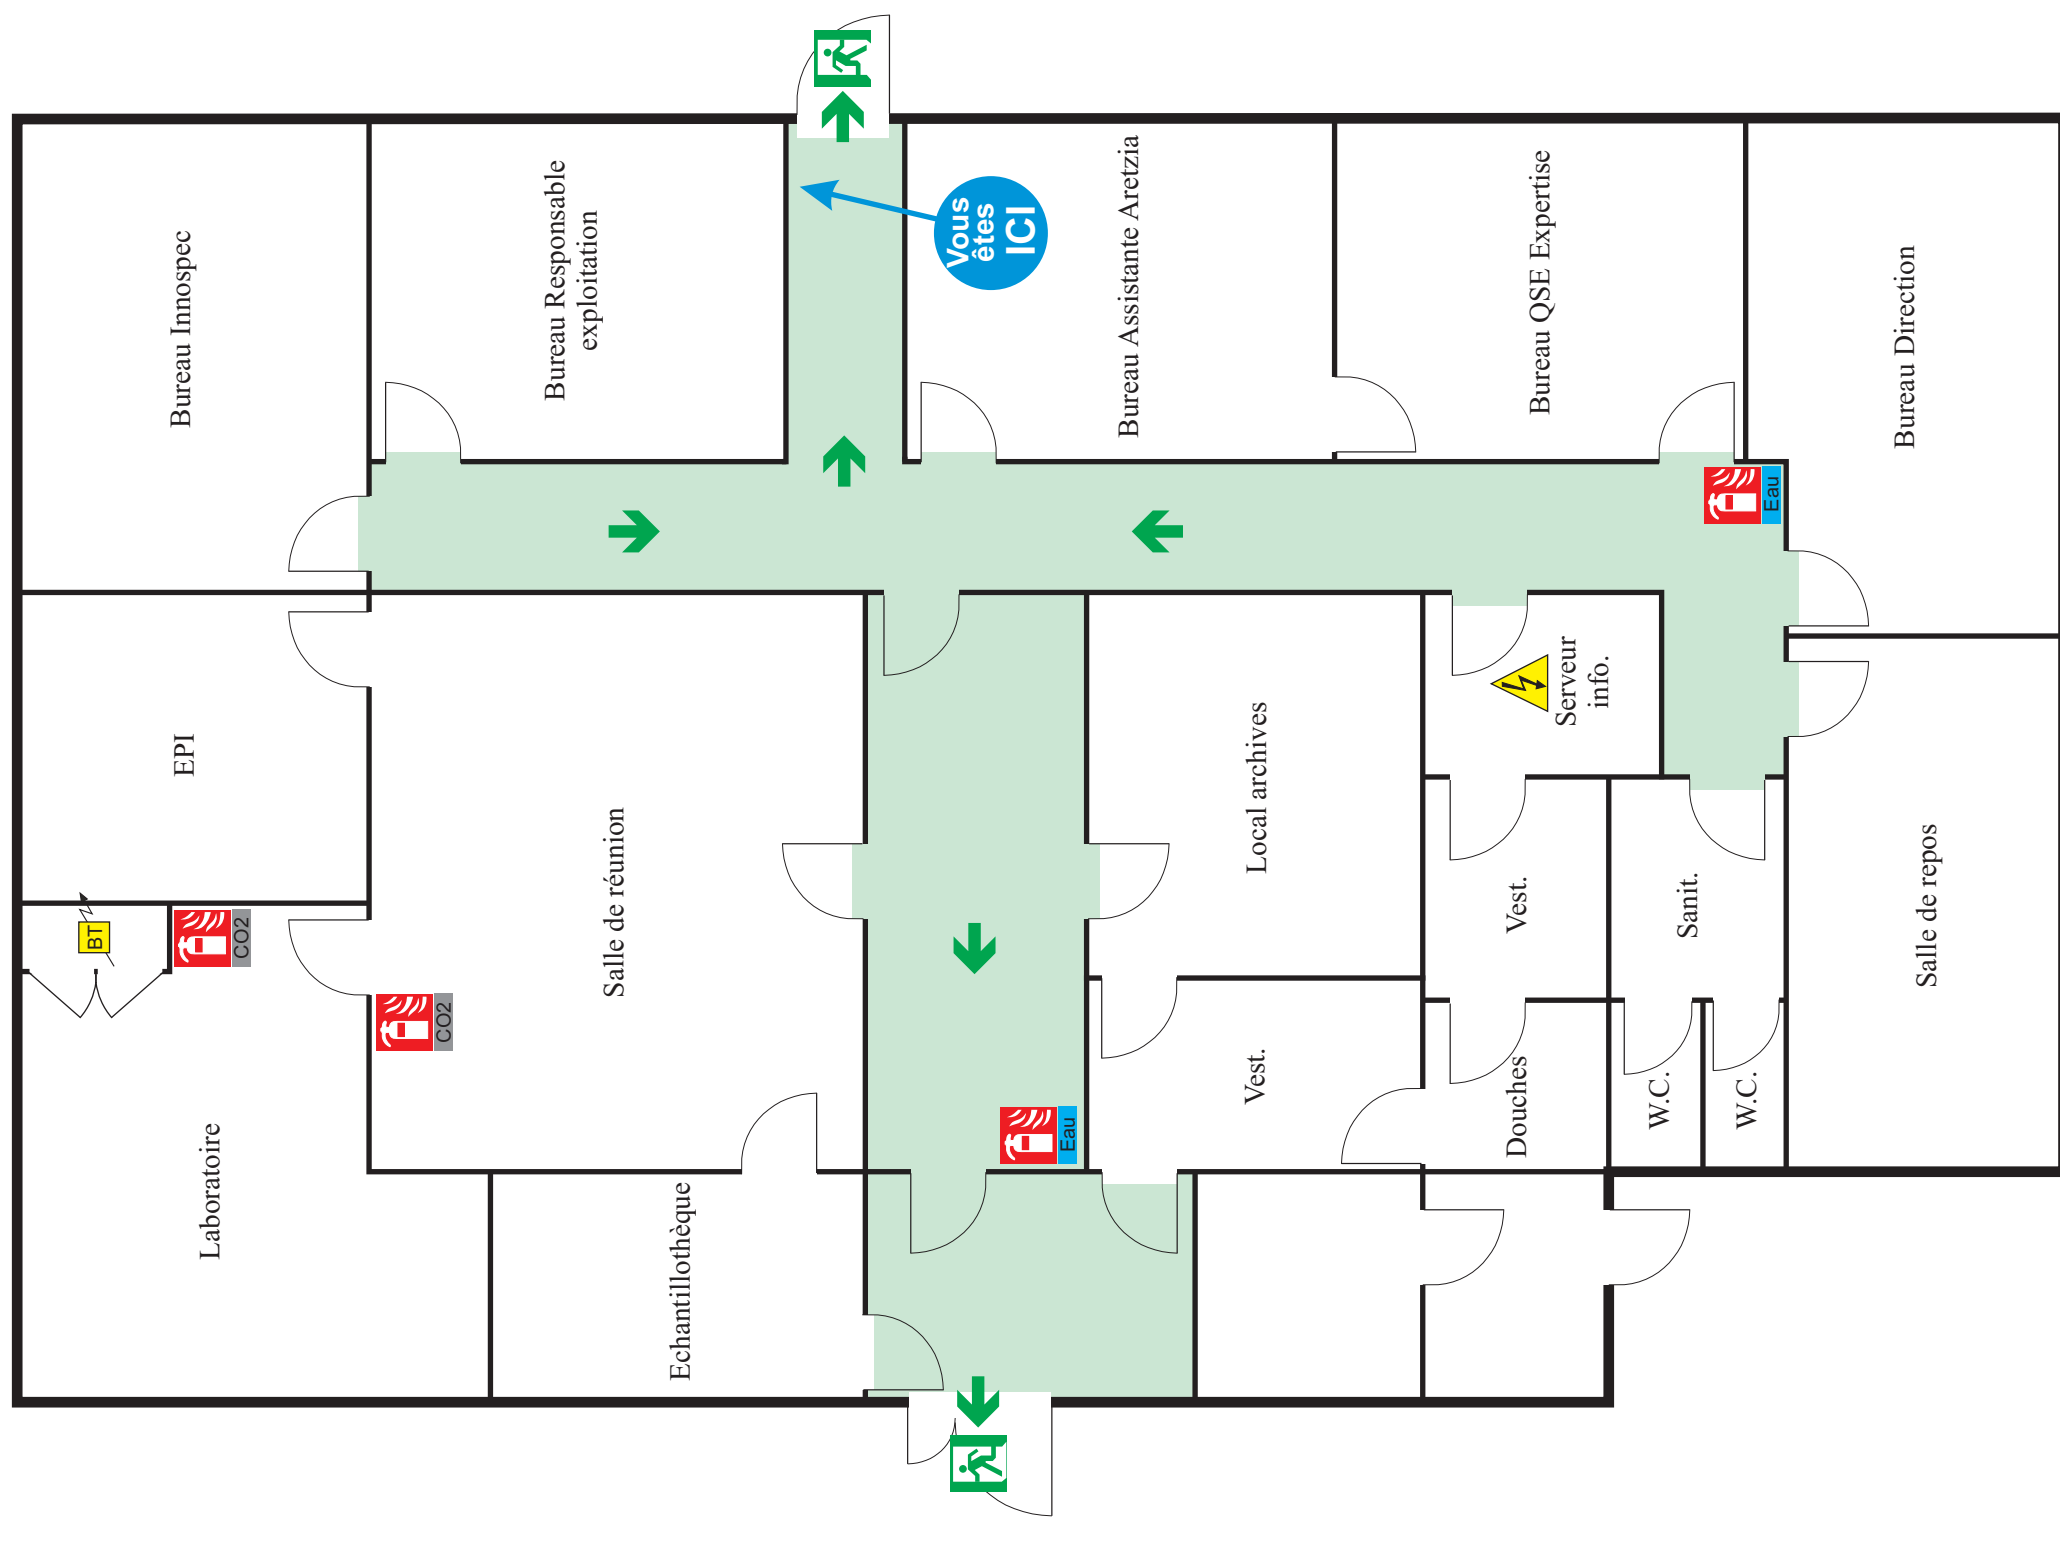 Bureau Innospec
Bureau Responsable
exploitation
Vous
êtes
ICI
Bureau Assistante Aretzia
Bureau QSE Expertise
Bureau Direction
Eau
EPI
Salle de réunion
Local archives
Serveur
info.
Vest.
Sanit.
Salle de repos
BT
CO2
CO2
Laboratoire
Echantillothèque
Eau
Vest.
Douches
W.C.
W.C.